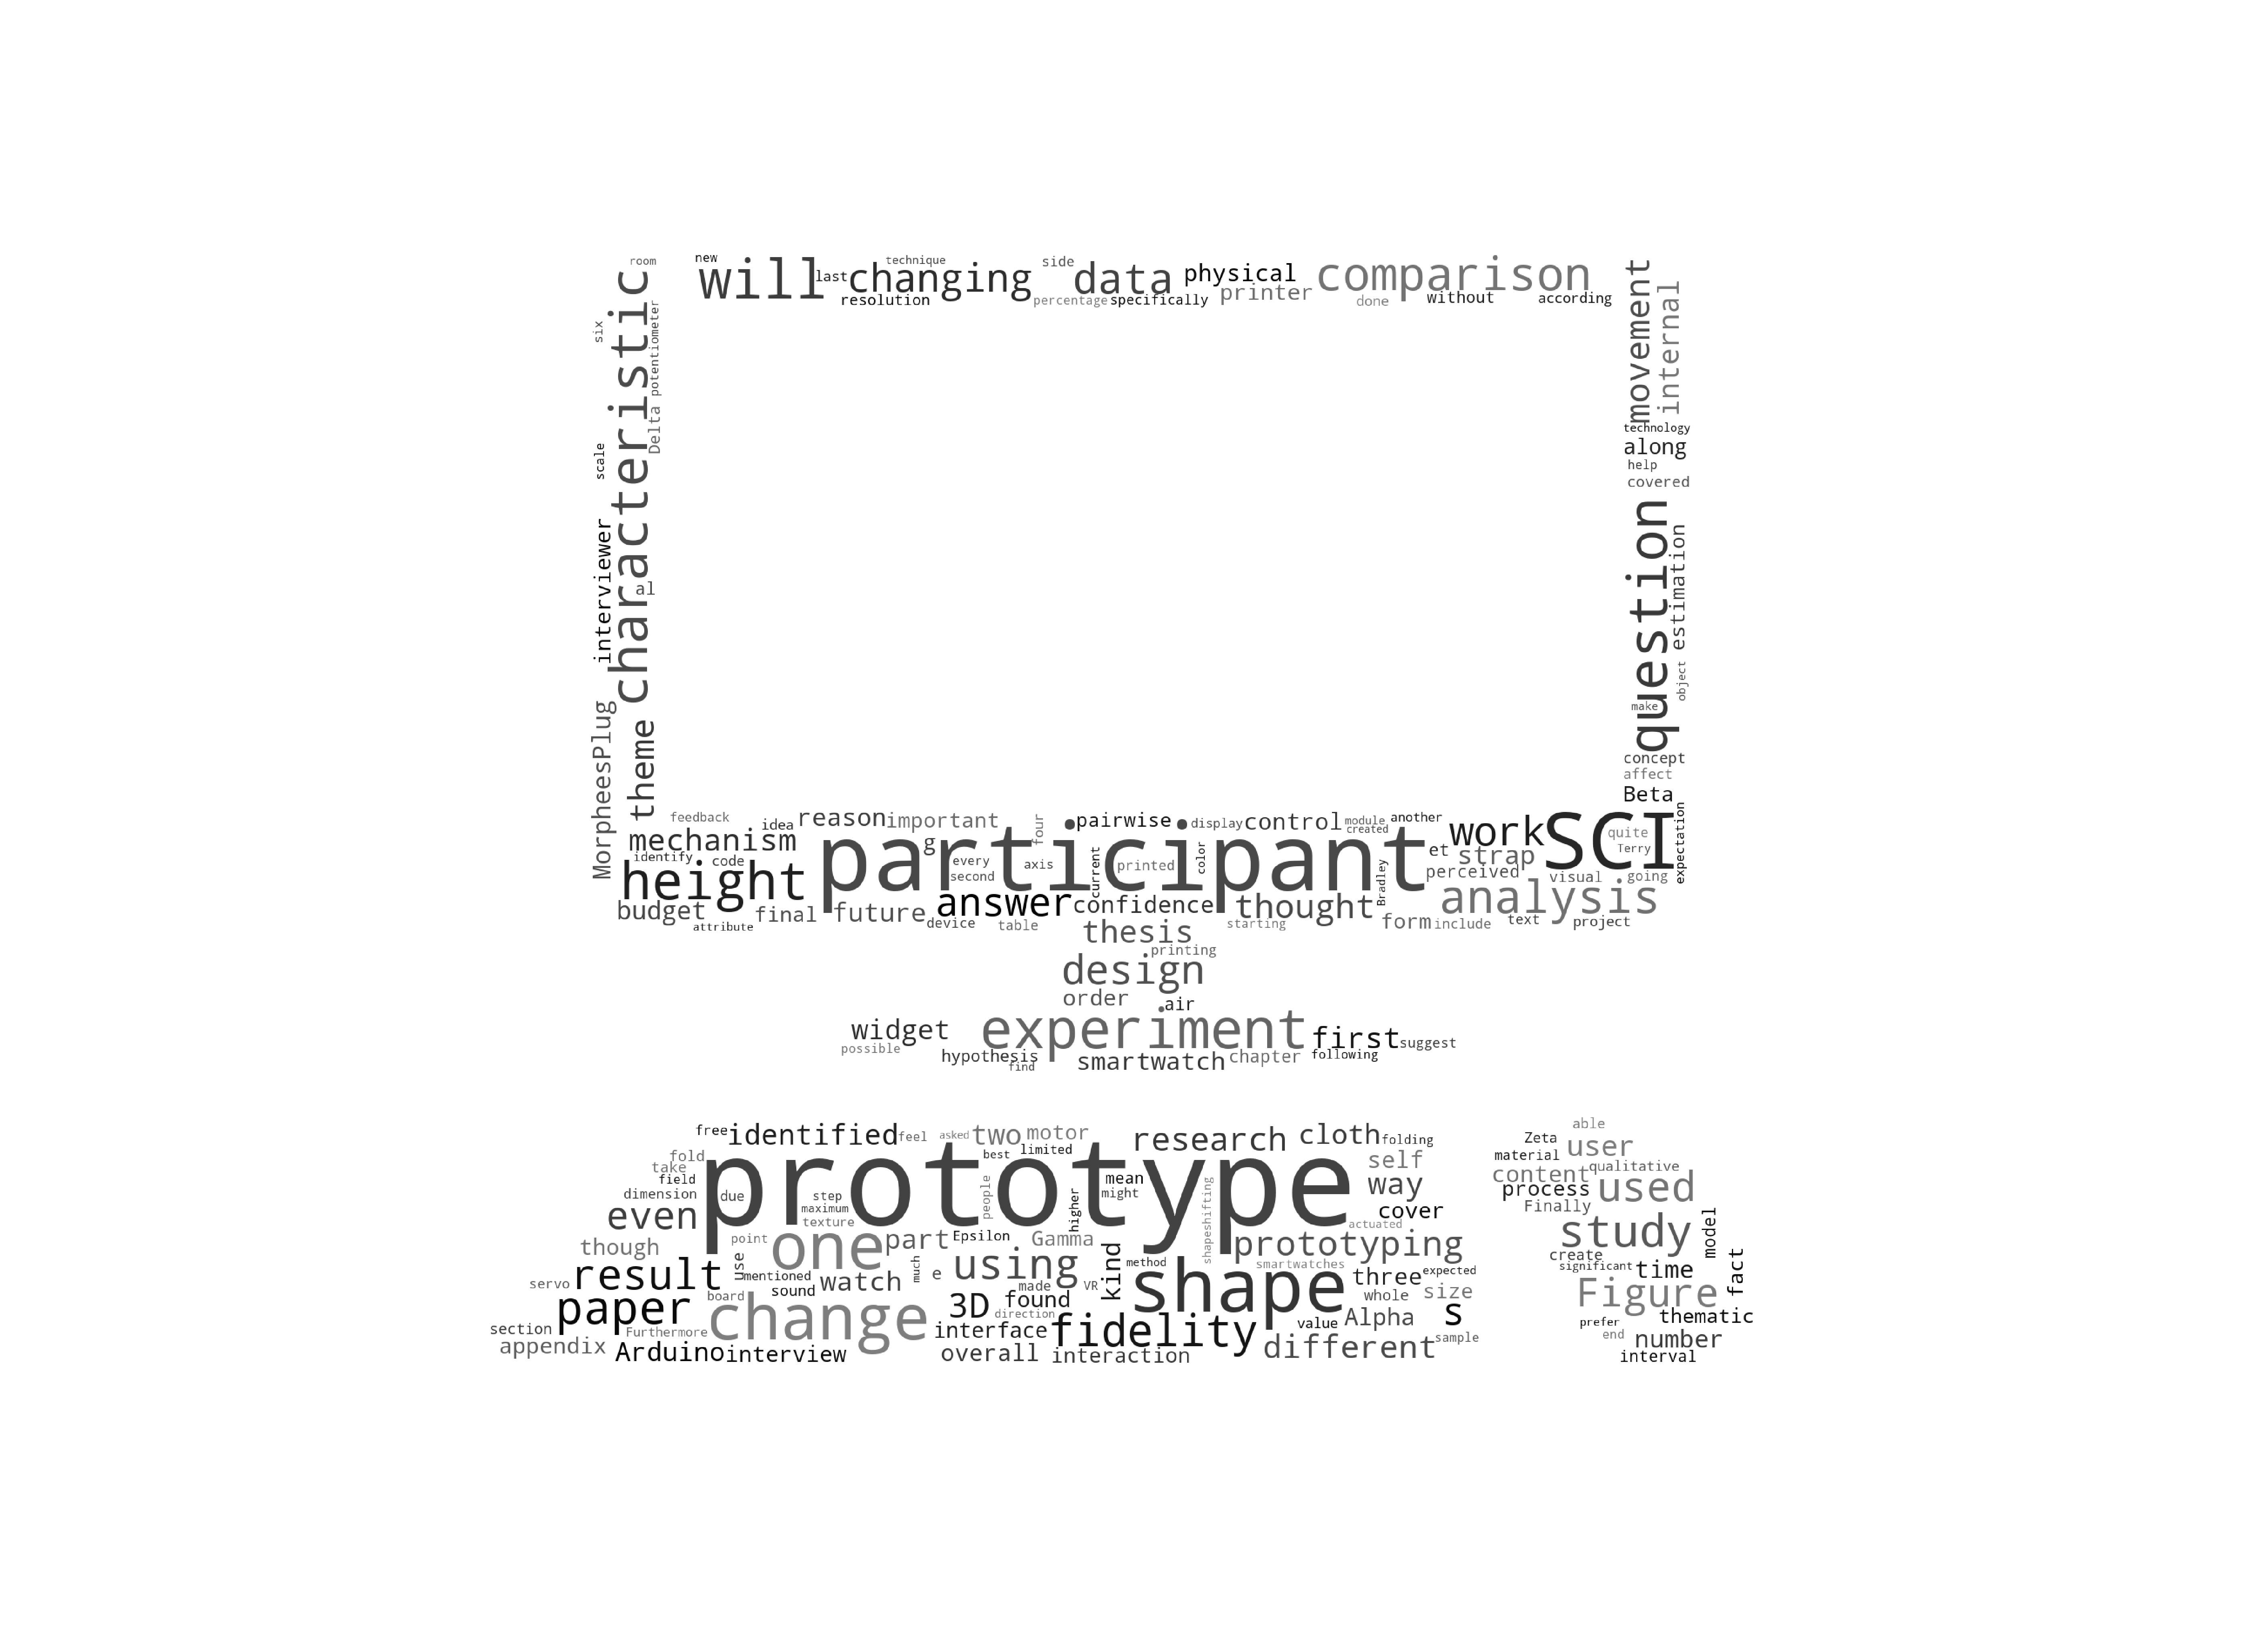 new
technique
side
room
will
last
changing
data
physical
comparison
resolution
percentage
specifically
printer
done
without
according
six
characteristic
Delta
potentiometer
scale
interviewer
al
MorpheesPlug
theme
movement
internal
technology
along
help
covered
question
estimation
object
make
concept
affect
Beta
expectation
feedback
idea
reason
important
four
pairwise
display
control
module
created
another
work
SCI
quite
Terry
mechanism
identify
code
g
participant
every
second
axis
current
printed
color
Bradley
et
strap
perceived
visual
going
height
budget
attribute
final
future
answer
device
table
confidence
thought
starting
form
include
analysis
text
project
thesis
printing
design
order
air
widget
experiment
first
suggest
possible
hypothesis
find
smartwatch
chapter
following
free
identified
feel
asked
two
motor
best
limited
research
cloth
folding
fold
take
field
dimension
even
prototype
due
step
maximum
texture
people
higher
mean
might
shapeshifting
self
way
cover
actuated
though
point
one
part
Epsilon
Gamma
prototyping
servo
result
use
mentioned
sound
watch
much
e
using
made
VR
kind
method
shape
smartwatches
three
expected
whole
size
section
paper
board
Furthermore
change
3D
found
direction
interface
fidelity
value
Alpha
s
appendix
Arduino
interview
overall
interaction
different
sample
able
Zeta
user
material
content
qualitative
process
used
Finally
study
model
create
significant
time
fact
Figure
thematic
prefer
end
number
interval